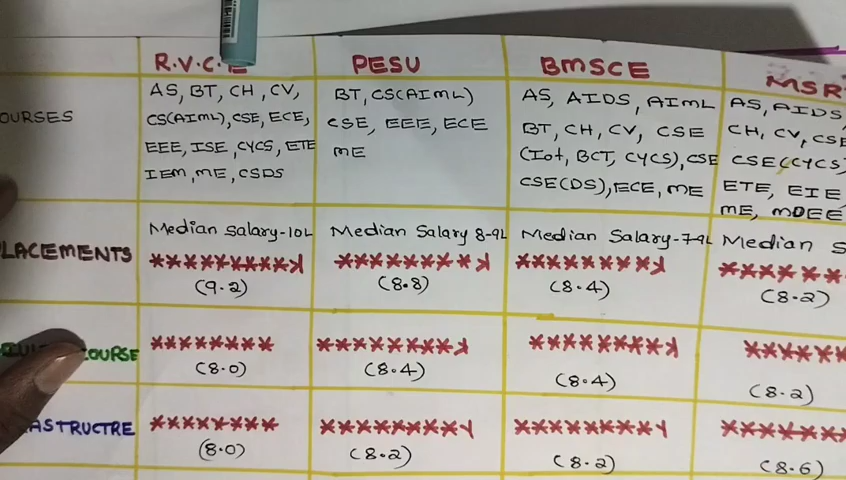 R.V.C.E PESU BMSCE MSR
OURSES
AS, BT, CH, CV,
CS(AIML), CSE, ECE,
EEE, ISE, CYCS, ETE
IEM, ME, CSDS
BT, CS(AIML)
CSE, EEE, ECE
ME
AS, AIDS, AIML
BT, CH, CV, CSE
(Iot, BCT, CYCS), CSE
CSE(DS), ECE, ME
AS, AIDS,
CH, CV, CSE
CSE(CYCS)
ETE, EIE
ME, MDEE
LACEMENTS
Median Salary-10L
(9.2)
Median Salary 8-9L
(8.8)
Median Salary-7-9L
(8.4)
Median S
(8.2)
COURSE
(8.0)
(8.4)
(8.4)
(8.2)
ASTRUCTRE
(8.0)
(8.2)
(8.2)
(8.6)